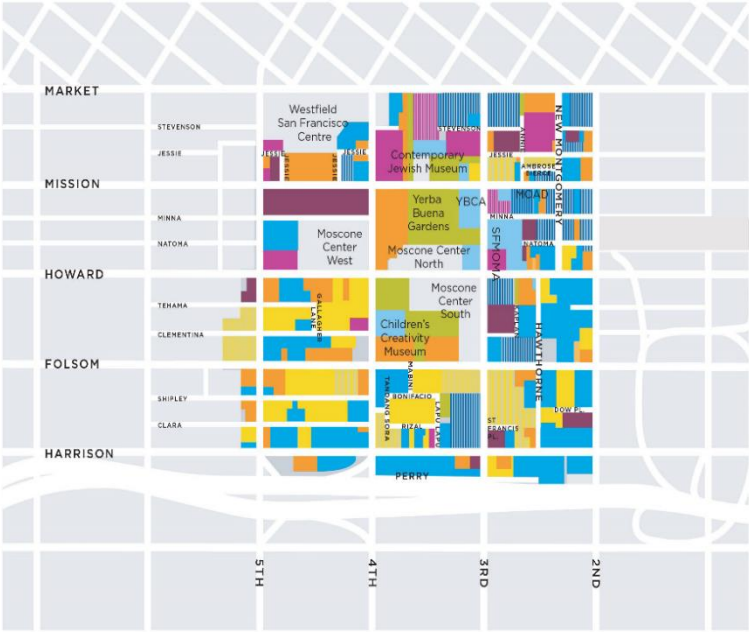 MARKET
STEVENSON
JESSIE
MISSION
MINNA
NATOMA
HOWARD
TEHAMA
CLEMENTINA
FOLSOM
SHIPLEY
CLARA
HARRISON
Westfield
San Francisco
Centre
JESSIE
JESSIE
JESSIE
JESSIE
STEVENSON
Contemporary
Jewish Museum
ANNIE
JESSIE
AMBROSE
BIERCE
NEW MONTGOMERY
Yerba
Buena
Gardens
YBCA
MOAD
MINNA
SFMOMA
NATOMA
Moscone
Center
West
Moscone Center
North
Moscone
Center
South
GALLAGHER
LANE
Children's
Creativity
Museum
KAPLAN
HAWTHORNE
MABINI
TANDANG SORA
BONIFACIO
LAPU LAPU
RIZAL
ST
FRANCIS
PL.
DOW PL.
PERRY
5TH
4TH
3RD
2ND